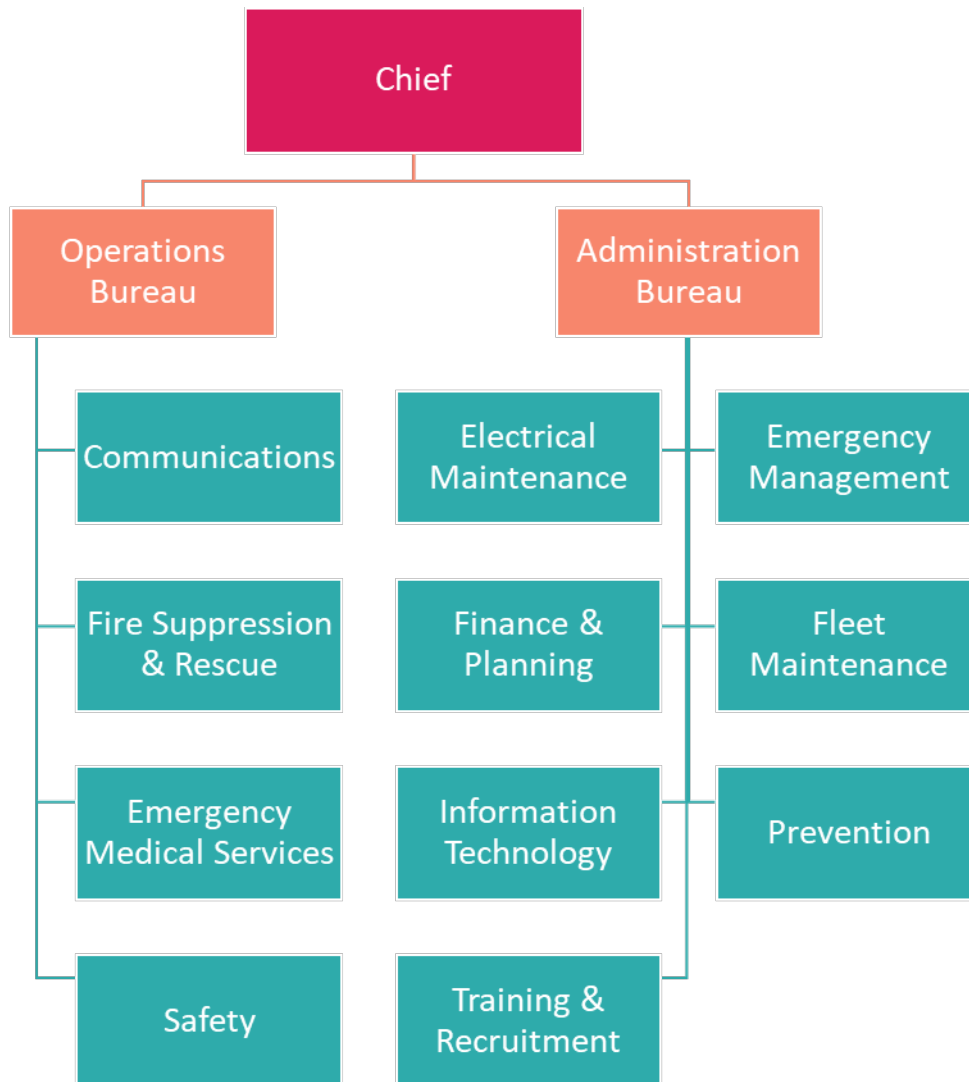 Chief
Operations
Bureau
Administration
Bureau
Communications
Electrical
Maintenance
Emergency
Management
Fire Suppression
& Rescue
Finance &
Planning
Fleet
Maintenance
Emergency
Medical Services
Information
Technology
Prevention
Safety
Training &
Recruitment